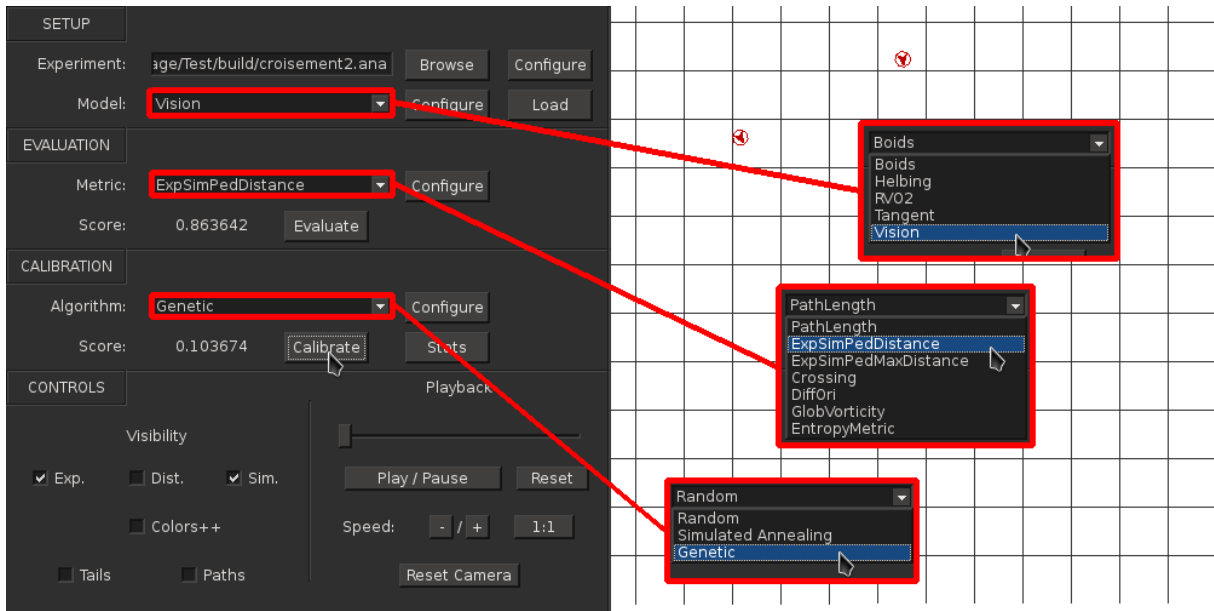 SETUP
Experiment: age/Test/build/croisement2.ana Browse Configure
Model: Vision Configure Load
EVALUATION
Metric: ExpSimPedDistance Configure
Score: 0.863642 Evaluate
CALIBRATION
Algorithm: Genetic Configure
Score: 0.103674 Calibrate Stats
CONTROLS Playback
Visibility
Exp. Dist. Sim. Play / Pause Reset
Colors++ Speed: - / + 1:1
Tails Paths Reset Camera
Boids
Boids
Helbing
RVO2
Tangent
Vision
PathLength
PathLength
ExpSimPedDistance
ExpSimPedMaxDistance
Crossing
DiffOri
GlobVorticity
EntropyMetric
Random
Random
Simulated Annealing
Genetic